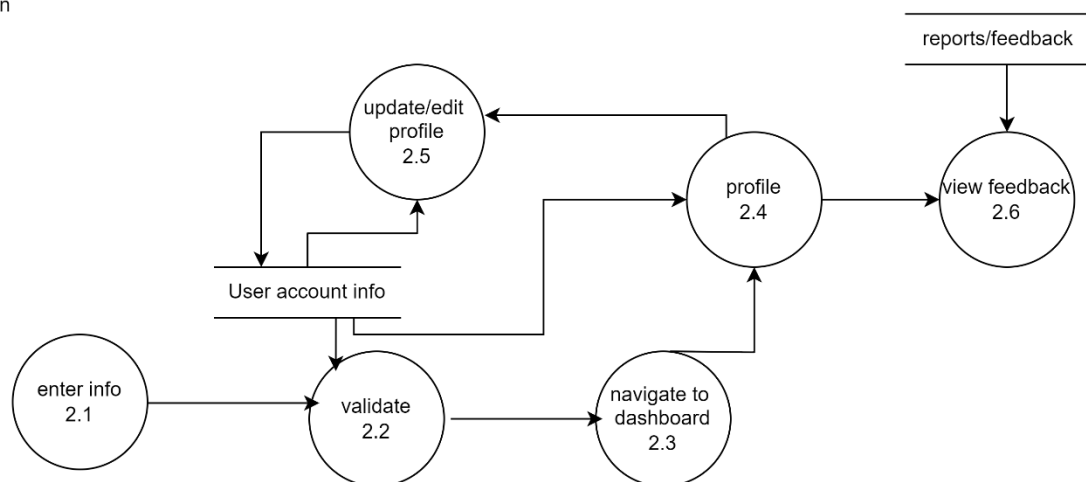 n
reports/feedback
update/edit
profile
2.5
profile
2.4
view feedback
2.6
User account info
enter info
2.1
validate
2.2
navigate to
dashboard
2.3